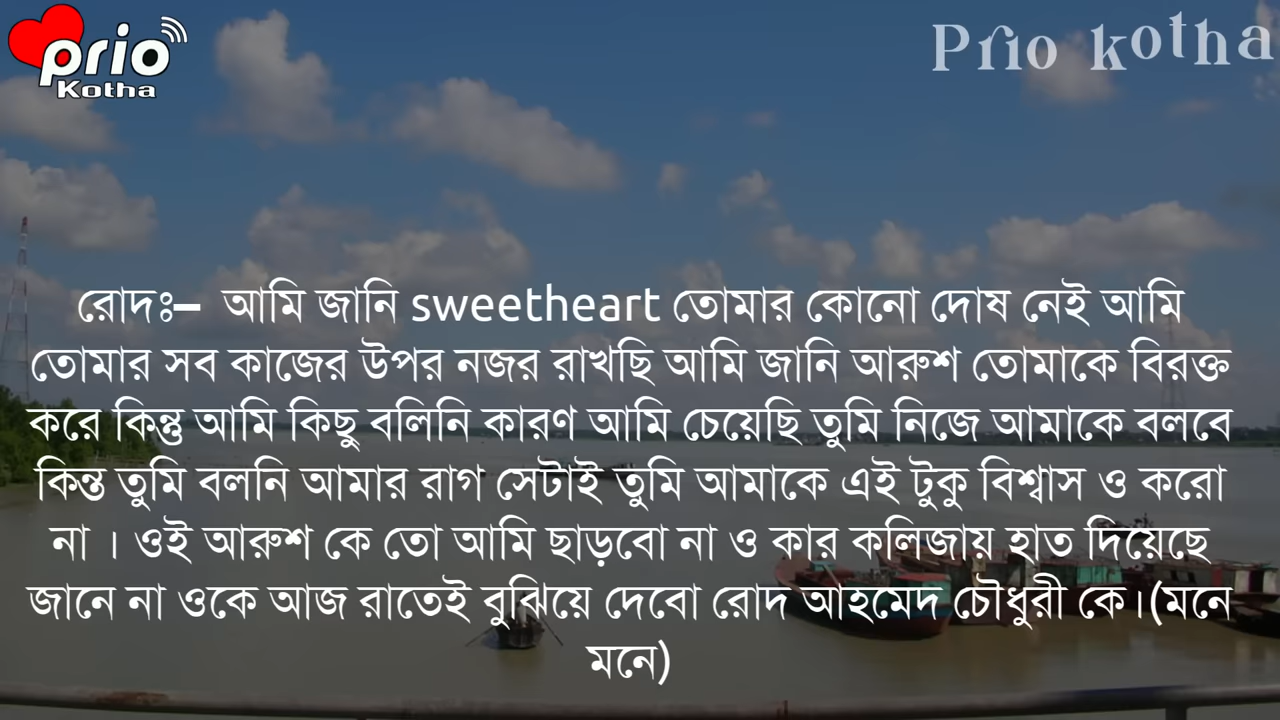 prio
Kotha
Prio kotha
রোদঃ– আমি জানি sweetheart তোমার কোনো দোষ নেই আমি
তোমার সব কাজের উপর নজর রাখছি আমি জানি আরুশ তোমাকে বিরক্ত
করে কিন্তু আমি কিছু বলিনি কারণ আমি চেয়েছি তুমি নিজে আমাকে বলবে
কিন্ত তুমি বলনি আমার রাগ সেটাই তুমি আমাকে এই টুকু বিশ্বাস ও করো
না । ওই আরুশ কে তো আমি ছাড়বো না ও কার কলিজায় হাত দিয়েছে
জানে না ওকে আজ রাতেই বুঝিয়ে দেবো রোদ আহমেদ চৌধুরী কে।(মনে
মনে)